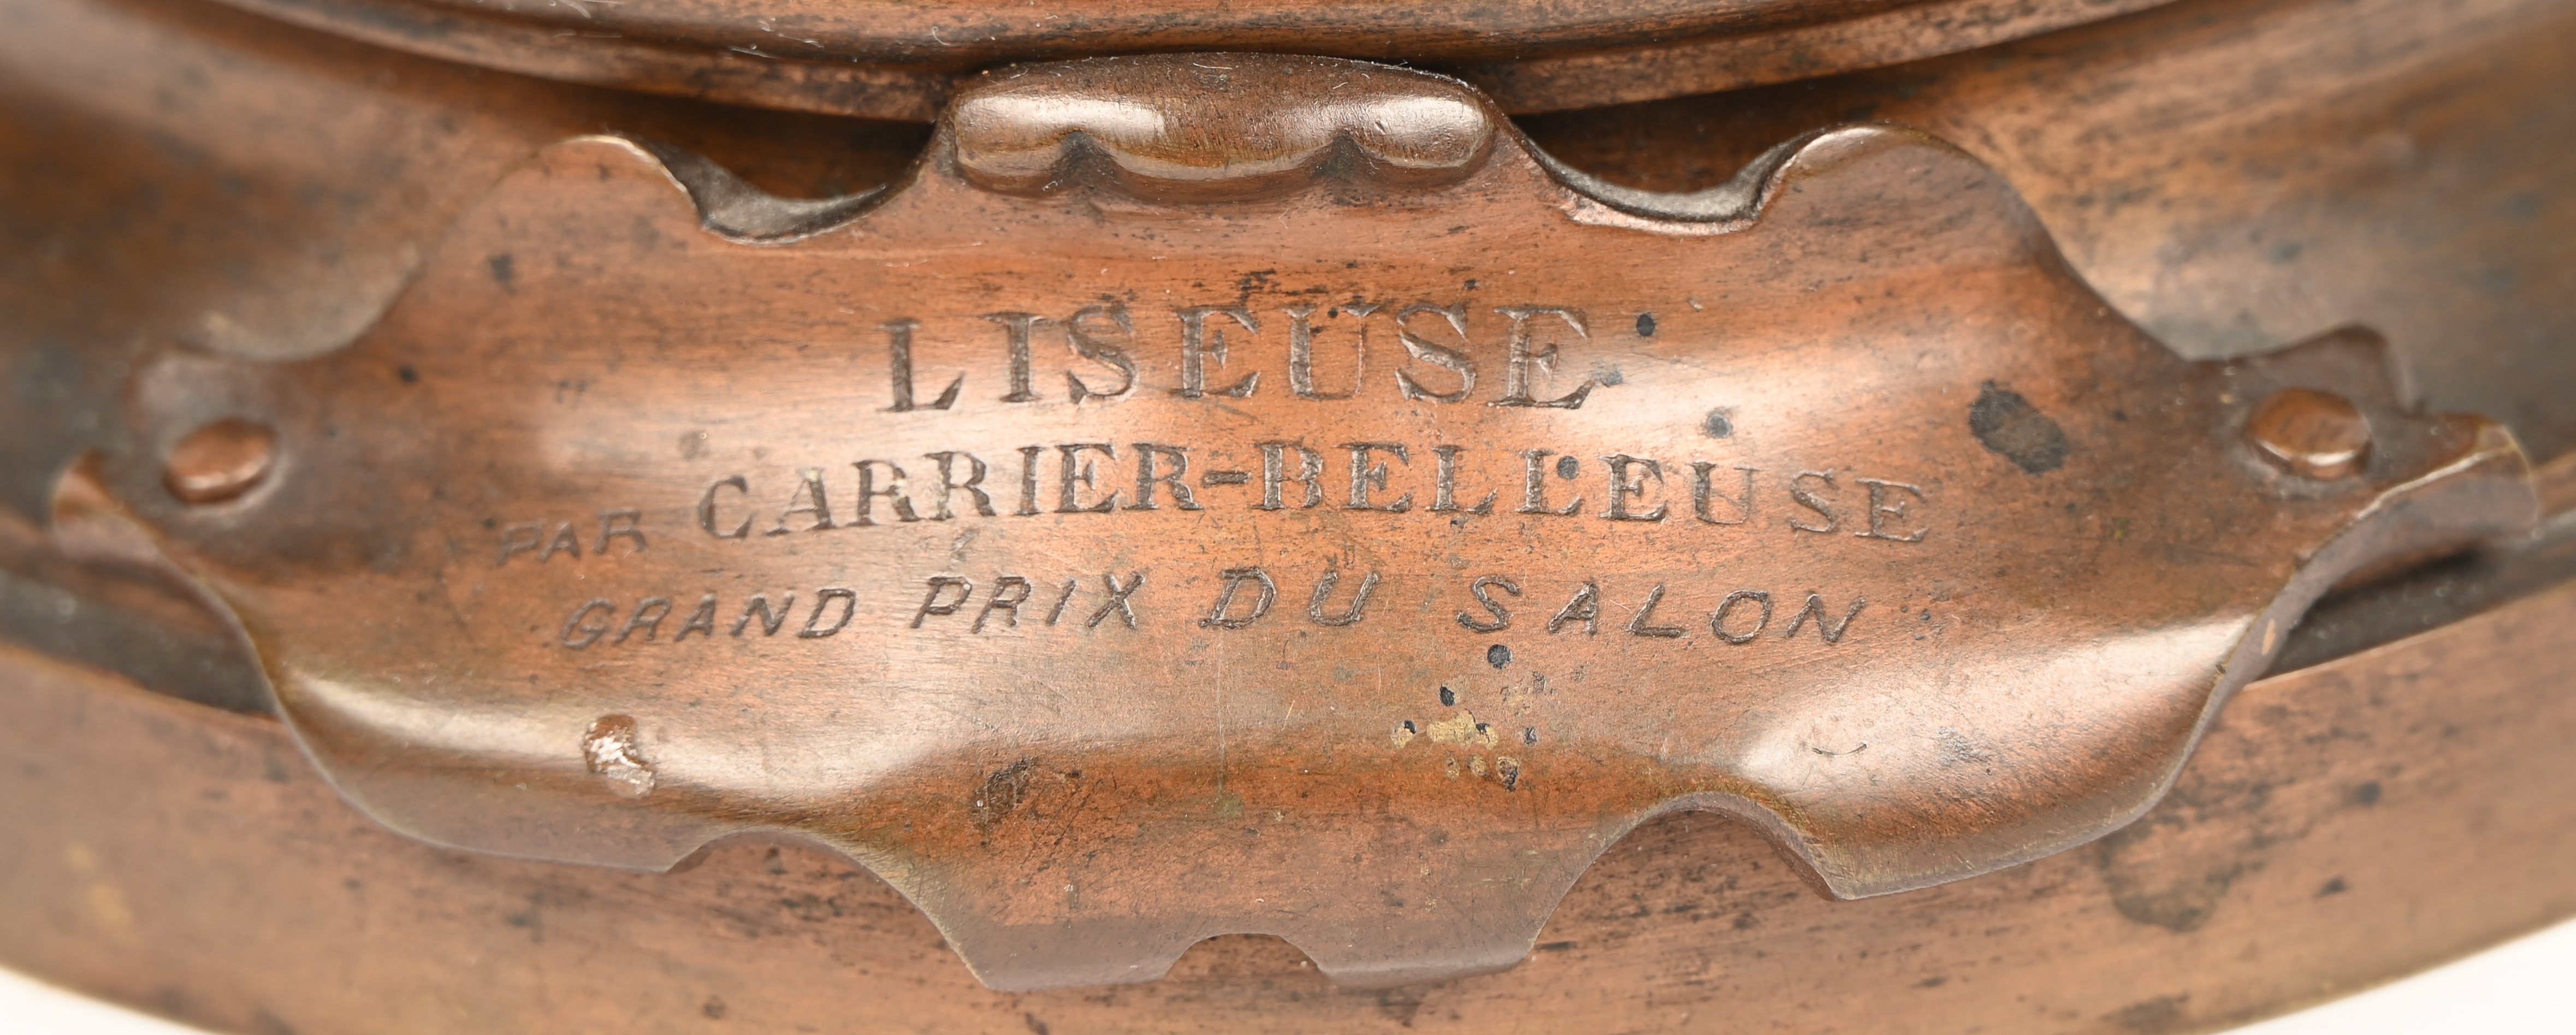 LISEUSE
PAR CARRIER-BELLEUSE
GRAND PRIX DU SALON